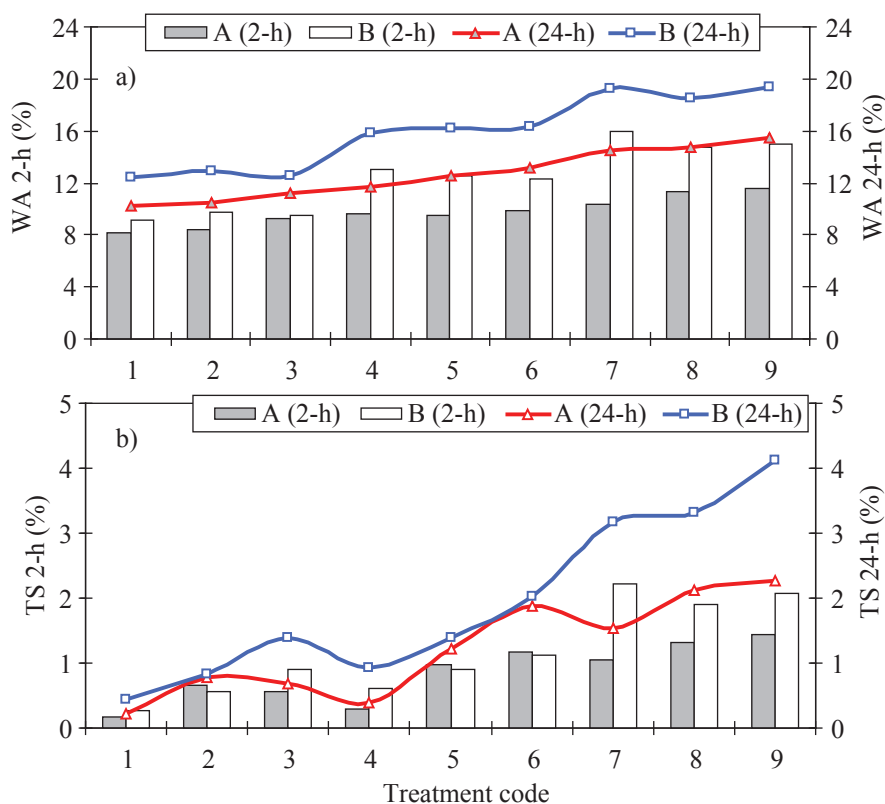 A (2-h) B (2-h) A (24-h) B (24-h)
a)
WA 2-h (%)
WA 24-h (%)
24 24
20 20
16 16
12 12
8 8
4 4
0 0
1 2 3 4 5 6 7 8 9
A (2-h) B (2-h) A (24-h) B (24-h)
b)
TS 2-h (%)
TS 24-h (%)
5 5
4 4
3 3
2 2
1 1
0 0
1 2 3 4 5 6 7 8 9
Treatment code